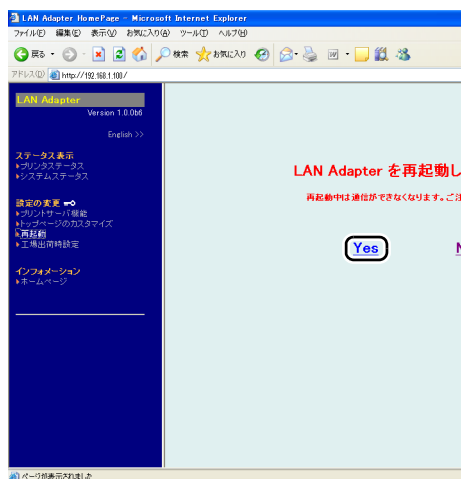 LAN Adapter HomePage - Microsoft Internet Explorer
ファイル(F) 編集(E) 表示(V) お気に入り(A) ツール(T) ヘルプ(H)
戻る 検索 お気に入り
アドレス(D) http://192.168.1.100/
LAN Adapter
Version 1.0.0b6
English >>
ステータス表示
プリンタステータス
システムステータス
設定の変更
プリントサーバ機能
トップページのカスタマイズ
再起動
工場出荷時設定
インフォメーション
ホームページ
LAN Adapter を再起動し
再起動中は通信ができなくなります。ご注
Yes N
ページが表示されました